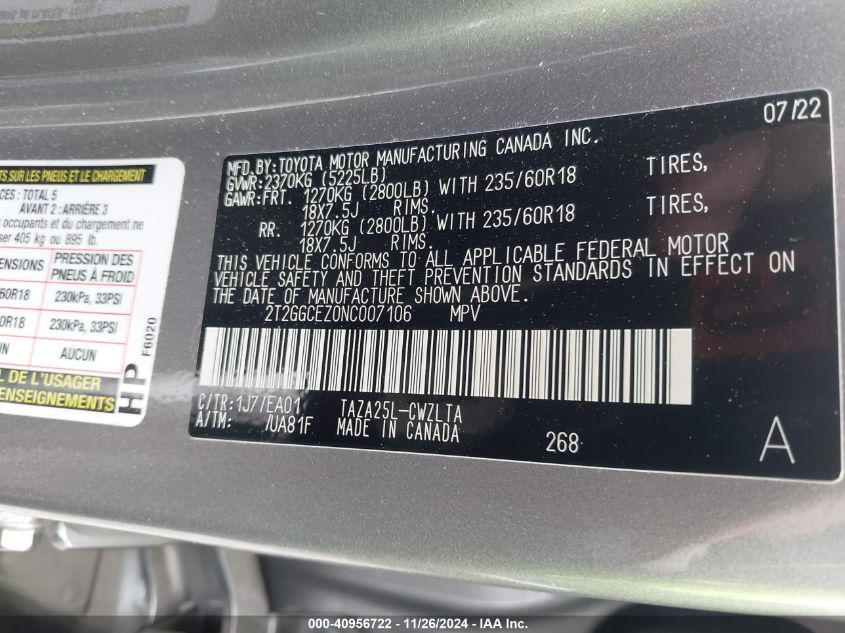 TS SUR LES PNEUS ET LE CHARGEMENT
CES : TOTAL 5
AVANT 2 : ARRIÈRE 3
occupants et du chargement ne
ser 405 kg ou 895 lb.
ENSIONS PRESSION DES PNEUS À FROID
60R18 230kPa, 33PSI
0R18 230kPa, 33PSI
UN AUCUN
L DE L'USAGER
ENSEIGNEMENTS
HP F6020
07/22
MFD.BY:TOYOTA MOTOR MANUFACTURING CANADA INC.
GVWR:2370KG (5225LB)
GAWR:FRT. 1270KG (2800LB) WITH 235/60R18 TIRES,
18X7.5J RIMS.
RR. 1270KG (2800LB) WITH 235/60R18 TIRES,
18X7.5J RIMS.
THIS VEHICLE CONFORMS TO ALL APPLICABLE FEDERAL MOTOR
VEHICLE SAFETY AND THEFT PREVENTION STANDARDS IN EFFECT ON
THE DATE OF MANUFACTURE SHOWN ABOVE.
2T2GGCEZ0NC007106 MPV
C/TR:1J7/EA01 TAZA25L-CWZLTA
A/TM: /UA81F MADE IN CANADA
268 A
000-40956722 — 11/26/2024 — IAA Inc.